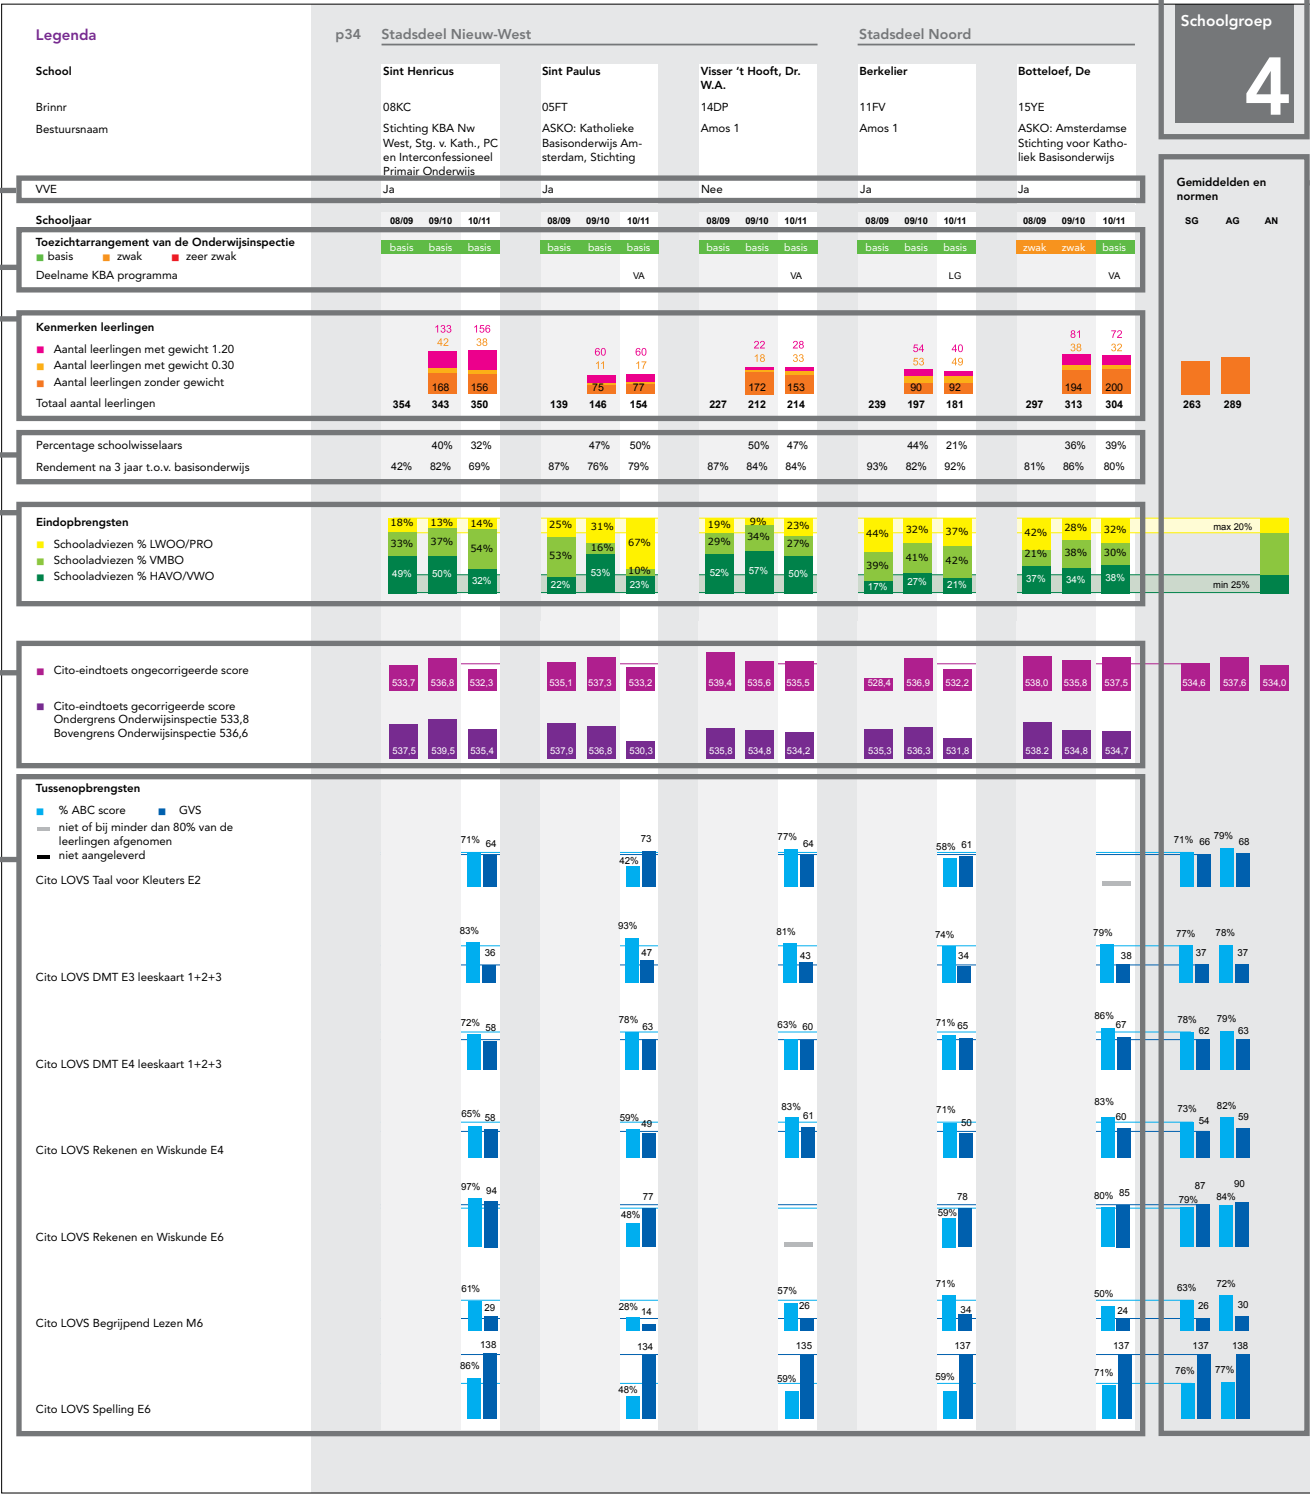 Legenda
p34 Stadsdeel Nieuw-West Stadsdeel Noord
Schoolgroep
4
School Sint Henricus Sint Paulus Visser ‘t Hooft, Dr. W.A. Berkelier Botteloef, De
Brinnr 08KC 05FT 14DP 11FV 15YE
Bestuursnaam
Stichting KBA Nw
West, Stg. v. Kath., PC
en Interconfessioneel
Primair Onderwijs
ASKO: Katholieke
Basisonderwijs Am-
sterdam, Stichting
Amos 1
Amos 1
ASKO: Amsterdamse
Stichting voor Katho-
liek Basisonderwijs
VVE Ja Ja Nee Ja Ja
Gemiddelden en
normen
Schooljaar 08/09 09/10 10/11 08/09 09/10 10/11 08/09 09/10 10/11 08/09 09/10 10/11 08/09 09/10 10/11 SG AG AN
Toezichtarrangement van de Onderwijsinspectie basis basis basis basis basis basis basis basis basis basis basis basis zwak zwak basis
basis zwak zeer zwak
Deelname KBA programma VA VA LG VA
Kenmerken leerlingen
133 156 60 60 22 28 54 40 81 72
Aantal leerlingen met gewicht 1.20
42 38 11 17 18 33 53 49 38 32
Aantal leerlingen met gewicht 0.30
Aantal leerlingen zonder gewicht
168 156 75 77 172 153 90 92 194 200
Totaal aantal leerlingen 354 343 350 139 146 154 227 212 214 239 197 181 297 313 304 263 289
Percentage schoolwisselaars 40% 32% 47% 50% 50% 47% 44% 21% 36% 39%
Rendement na 3 jaar t.o.v. basisonderwijs 42% 82% 69% 87% 76% 79% 87% 84% 84% 93% 82% 92% 81% 86% 80%
Eindopbrengsten 18% 13% 14% 25% 31% 67% 19% 9% 23% 44% 32% 37% 42% 28% 32% max 20%
Schooladviezen % LWOO/PRO
33% 37% 54% 53% 16% 10% 29% 34% 27% 39% 41% 42% 21% 38% 30%
Schooladviezen % VMBO
Schooladviezen % HAVO/VWO
49% 50% 32% 22% 53% 23% 52% 57% 50% 17% 27% 21% 37% 34% 38% min 25%
Cito-eindtoets ongecorrigeerde score
533,7 536,8 532,3 535,1 537,3 533,2 539,4 535,6 535,5 528,4 536,9 532,2 538,0 535,8 537,5 534,6 537,6 534,0
Cito-eindtoets gecorrigeerde score
Ondergrens Onderwijsinspectie 533,8
Bovengrens Onderwijsinspectie 536,6
537,5 539,5 535,4 537,9 536,8 530,3 535,8 534,8 534,2 535,3 536,3 531,8 538.2 534,8 534,7
Tussenopbrengsten
% ABC score GVS
niet of bij minder dan 80% van de
leerlingen afgenomen
niet aangeleverd
71% 64 42% 73 77% 64 58% 61 71% 66 79% 68
Cito LOVS Taal voor Kleuters E2
83% 36 93% 47 81% 43 74% 34 79% 38 77% 37 78% 37
Cito LOVS DMT E3 leeskaart 1+2+3
72% 58 78% 63 63% 60 71% 65 86% 67 78% 62 79% 63
Cito LOVS DMT E4 leeskaart 1+2+3
65% 58 59% 49 83% 61 71% 50 83% 60 73% 54 82% 59
Cito LOVS Rekenen en Wiskunde E4
97% 94 48% 77 59% 78 80% 85 79% 87 84% 90
Cito LOVS Rekenen en Wiskunde E6
61% 29 28% 14 57% 26 71% 34 50% 24 63% 26 72% 30
Cito LOVS Begrijpend Lezen M6
86% 138 48% 134 59% 135 59% 137 71% 137 76% 137 77% 138
Cito LOVS Spelling E6